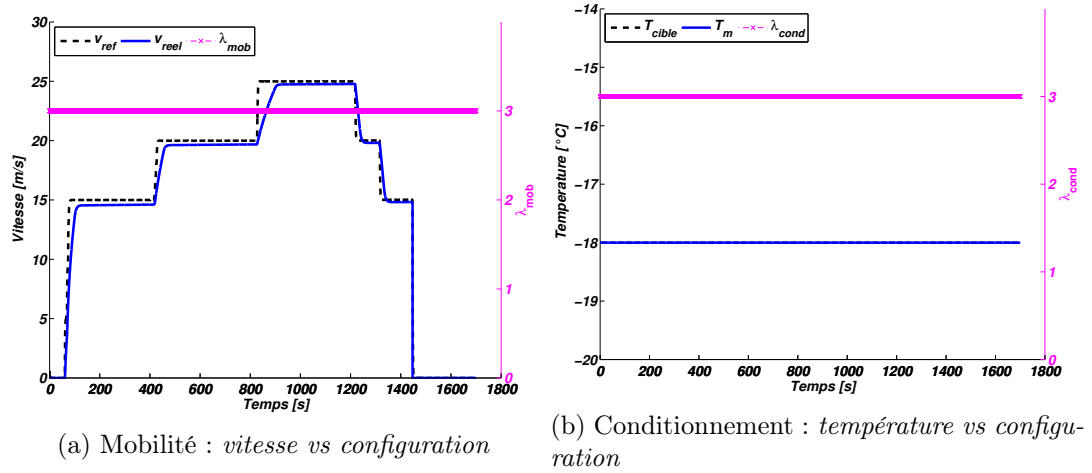 30
25
20
15
10
5
0
Vitesse [m/s]
v_ref v_reel λ_mob
3
2
1
0
λ_mob
0 200 400 600 800 1000 1200 1400 1600 1800
Temps [s]
(a) Mobilité : vitesse vs configuration
−14
−15
−16
−17
−18
−19
−20
Temperature [°C]
T_cible T_m λ_cond
3
2
1
0
λ_cond
0 200 400 600 800 1000 1200 1400 1600 1800
Temps [s]
(b) Conditionnement : température vs configu-
ration